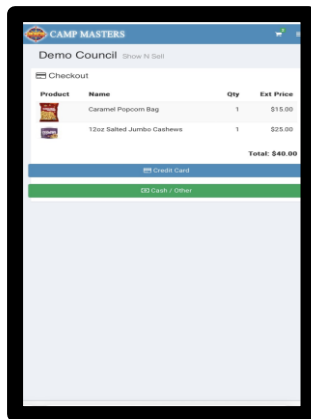 CAMP MASTERS
Demo Council Show N Sell
Checkout
Product Name Qty Ext Price
Caramel Popcorn Bag 1 $15.00
12oz Salted Jumbo Cashews 1 $25.00
Total: $40.00
Credit Card
Cash / Other